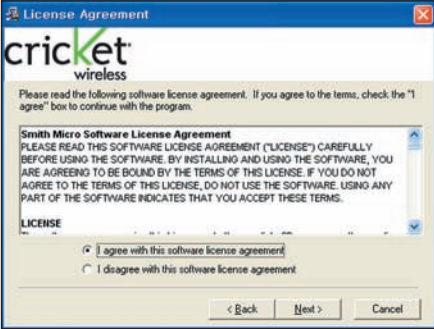 License Agreement
cricket
wireless
Please read the following software license agreement. If you agree to the terms, check the "I
agree" box to continue with the program.
Smith Micro Software License Agreement
PLEASE READ THIS SOFTWARE LICENSE AGREEMENT ("LICENSE") CAREFULLY
BEFORE USING THE SOFTWARE. BY INSTALLING AND USING THE SOFTWARE, YOU
ARE AGREEING TO BE BOUND BY THE TERMS OF THIS LICENSE. IF YOU DO NOT
AGREE TO THE TERMS OF THIS LICENSE, DO NOT USE THE SOFTWARE. USING ANY
PART OF THE SOFTWARE INDICATES THAT YOU ACCEPT THESE TERMS.
LICENSE
I agree with this software license agreement
I disagree with this software license agreement
< Back Next > Cancel